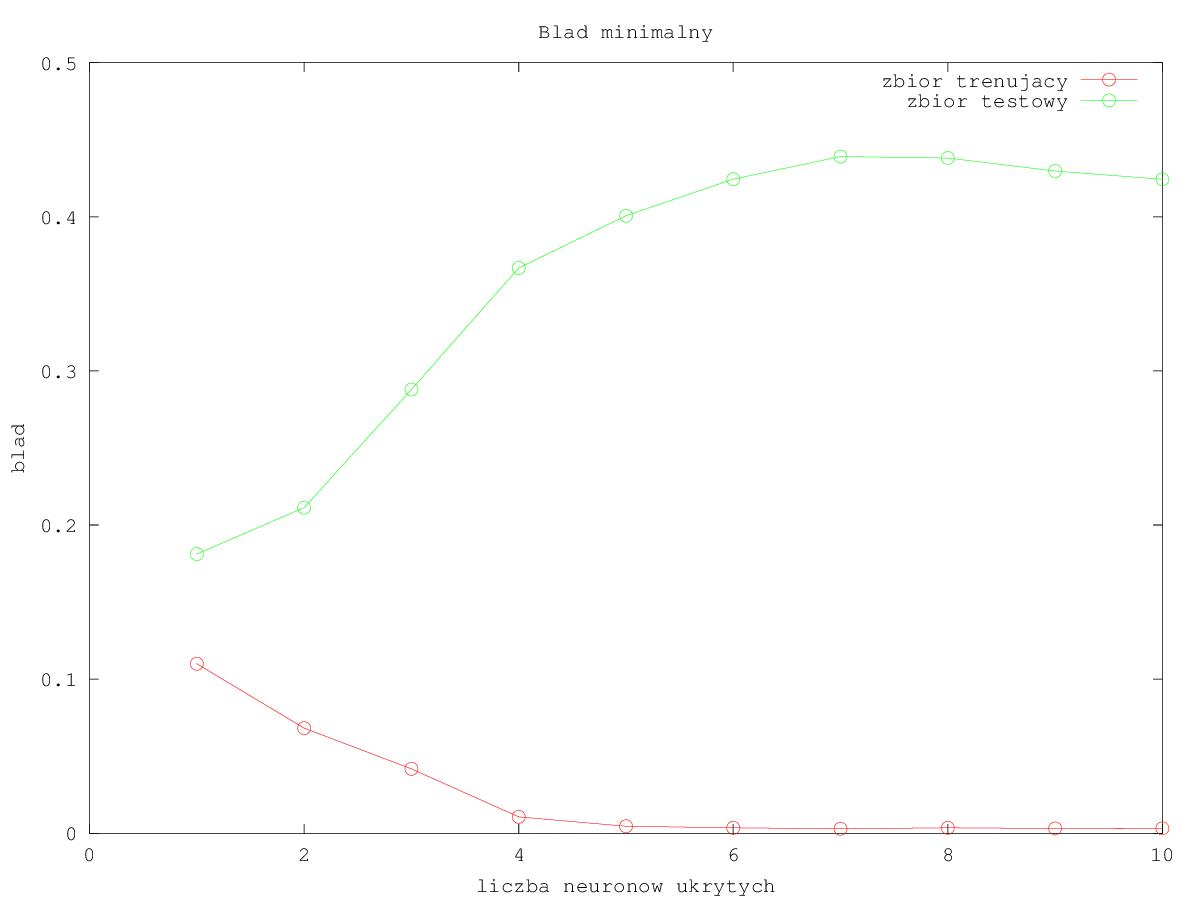 Blad minimalny
zbior trenujacy
zbior testowy
0.5
0.4
0.3
0.2
0.1
0
blad
0 2 4 6 8 10
liczba neuronow ukrytych